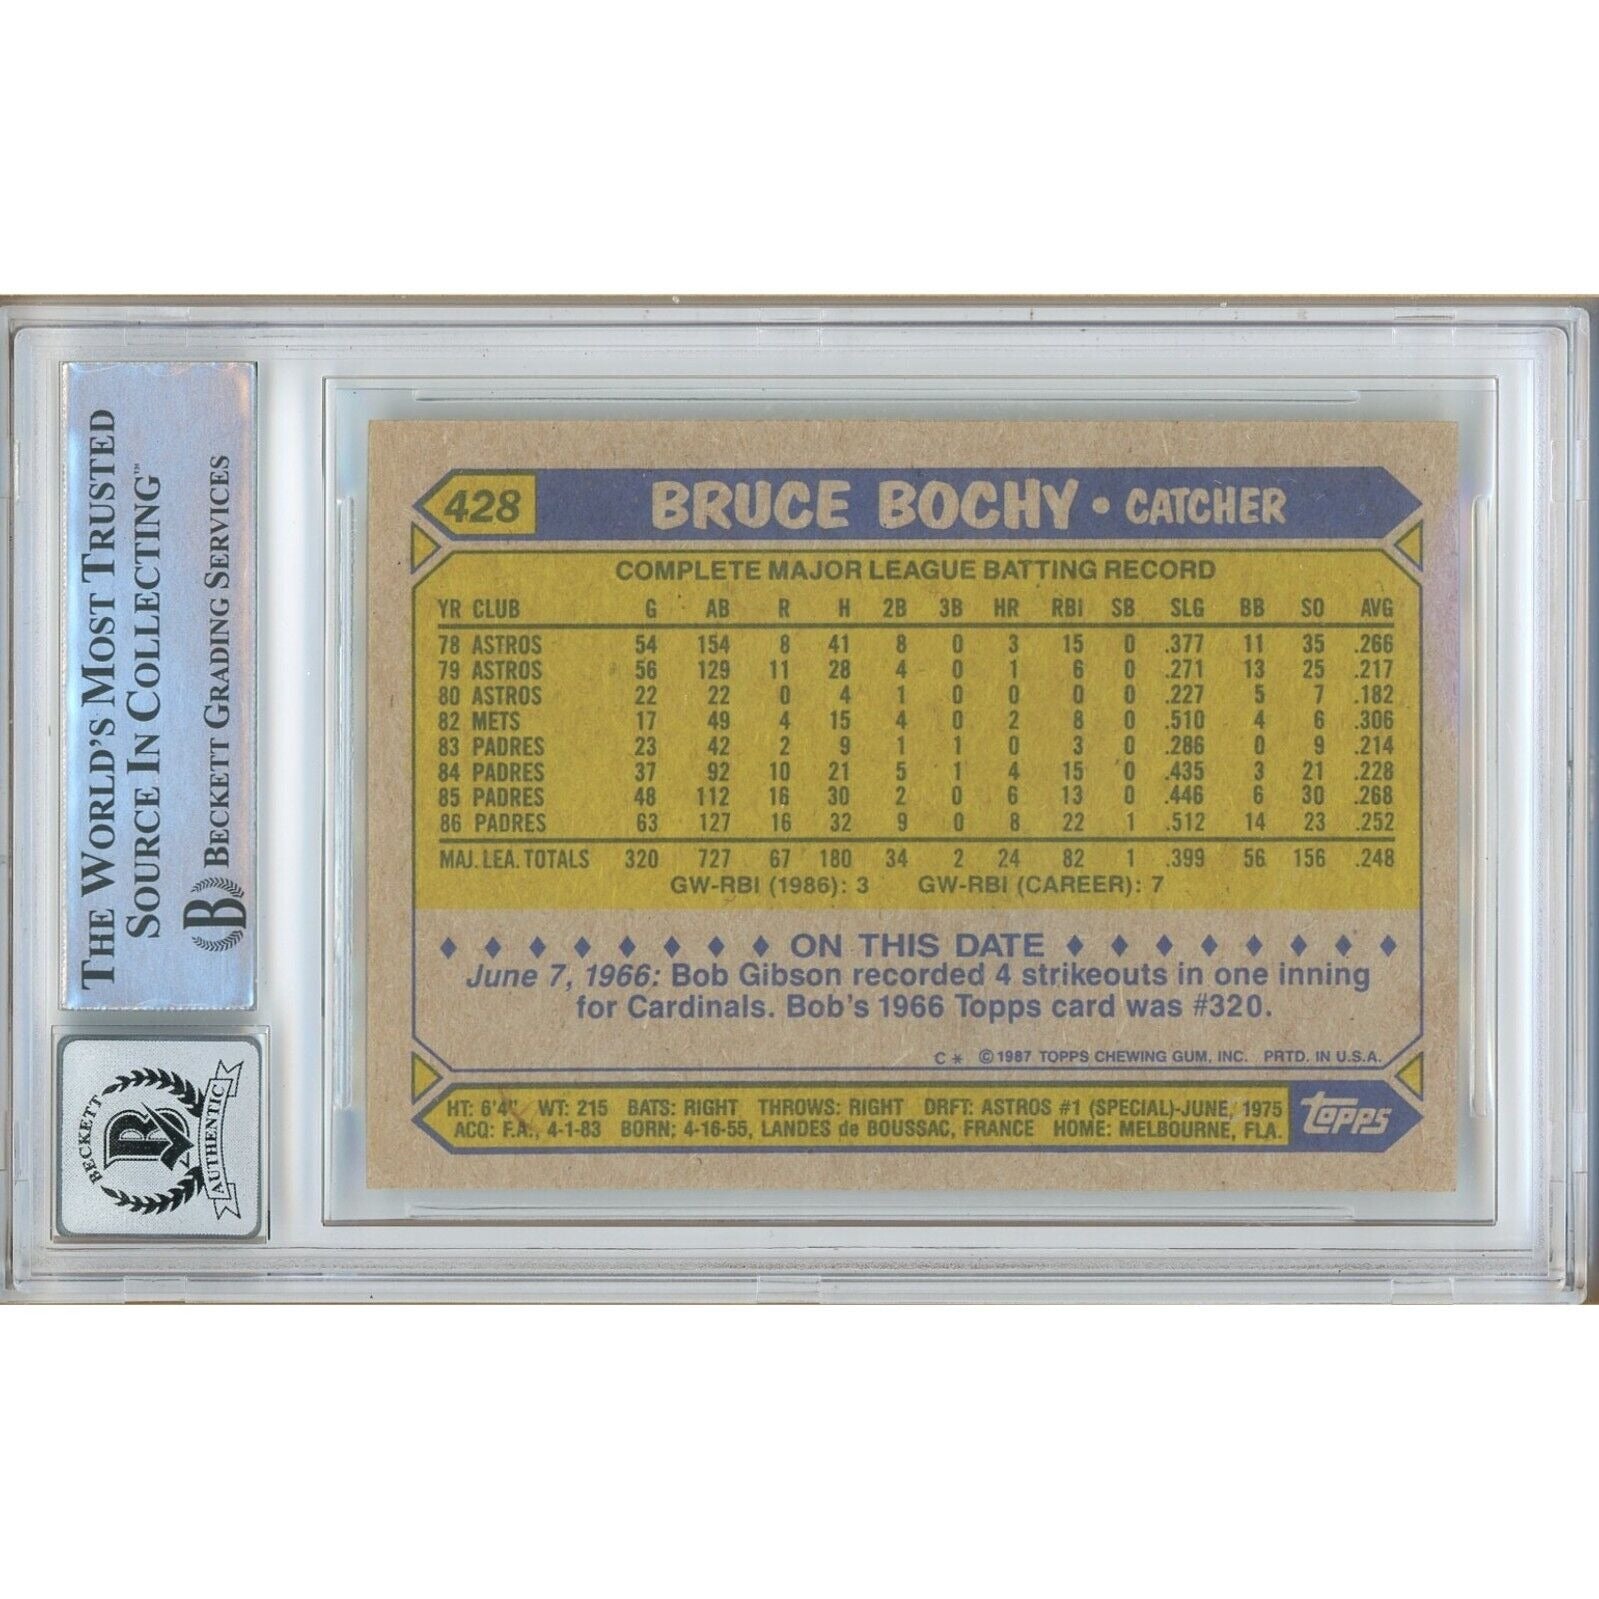 THE WORLD'S MOST TRUSTED
SOURCE IN COLLECTING™
B BECKETT GRADING SERVICES
BECKETT
B
AUTHENTIC
428
BRUCE BOCHY • CATCHER
COMPLETE MAJOR LEAGUE BATTING RECORD
YR CLUB G AB R H 2B 3B HR RBI SB SLG BB SO AVG
78 ASTROS 54 154 8 41 8 0 3 15 0 .377 11 35 .266
79 ASTROS 56 129 11 28 4 0 1 6 0 .271 13 25 .217
80 ASTROS 22 22 0 4 1 0 0 0 0 .227 5 7 .182
82 METS 17 49 4 15 4 0 2 8 0 .510 4 6 .306
83 PADRES 23 42 2 9 1 1 0 3 0 .286 0 9 .214
84 PADRES 37 92 10 21 5 1 4 15 0 .435 3 21 .228
85 PADRES 48 112 16 30 2 0 6 13 0 .446 6 30 .268
86 PADRES 63 127 16 32 9 0 8 22 1 .512 14 23 .252
MAJ. LEA. TOTALS 320 727 67 180 34 2 24 82 1 .399 56 156 .248
GW-RBI (1986): 3 GW-RBI (CAREER): 7
ON THIS DATE
June 7, 1966: Bob Gibson recorded 4 strikeouts in one inning
for Cardinals. Bob's 1966 Topps card was #320.
C* ©1987 TOPPS CHEWING GUM, INC. PRTD. IN U.S.A.
HT: 6'4" WT: 215 BATS: RIGHT THROWS: RIGHT DRFT: ASTROS #1 (SPECIAL)-JUNE, 1975
ACQ: F.A., 4-1-83 BORN: 4-16-55, LANDES de BOUSSAC, FRANCE HOME: MELBOURNE, FLA.
topps